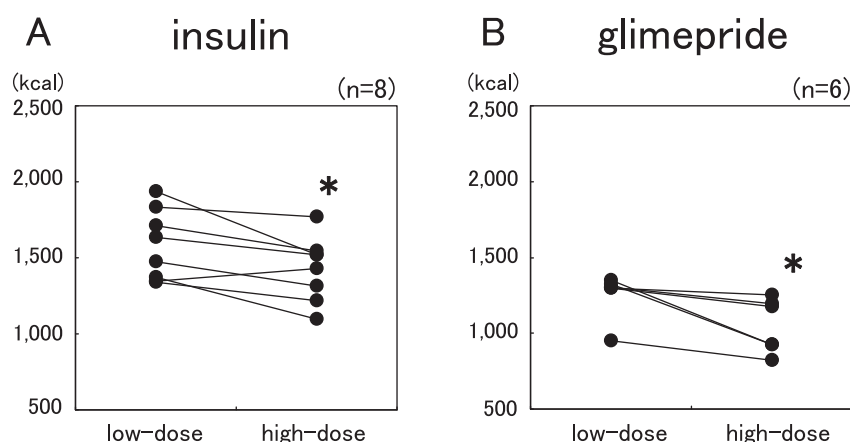 A insulin
(kcal) (n=8)
2,500
2,000
*
1,500
1,000
500
low-dose high-dose
B glimepride
(kcal) (n=6)
2,500
2,000
1,500
*
1,000
500
low-dose high-dose